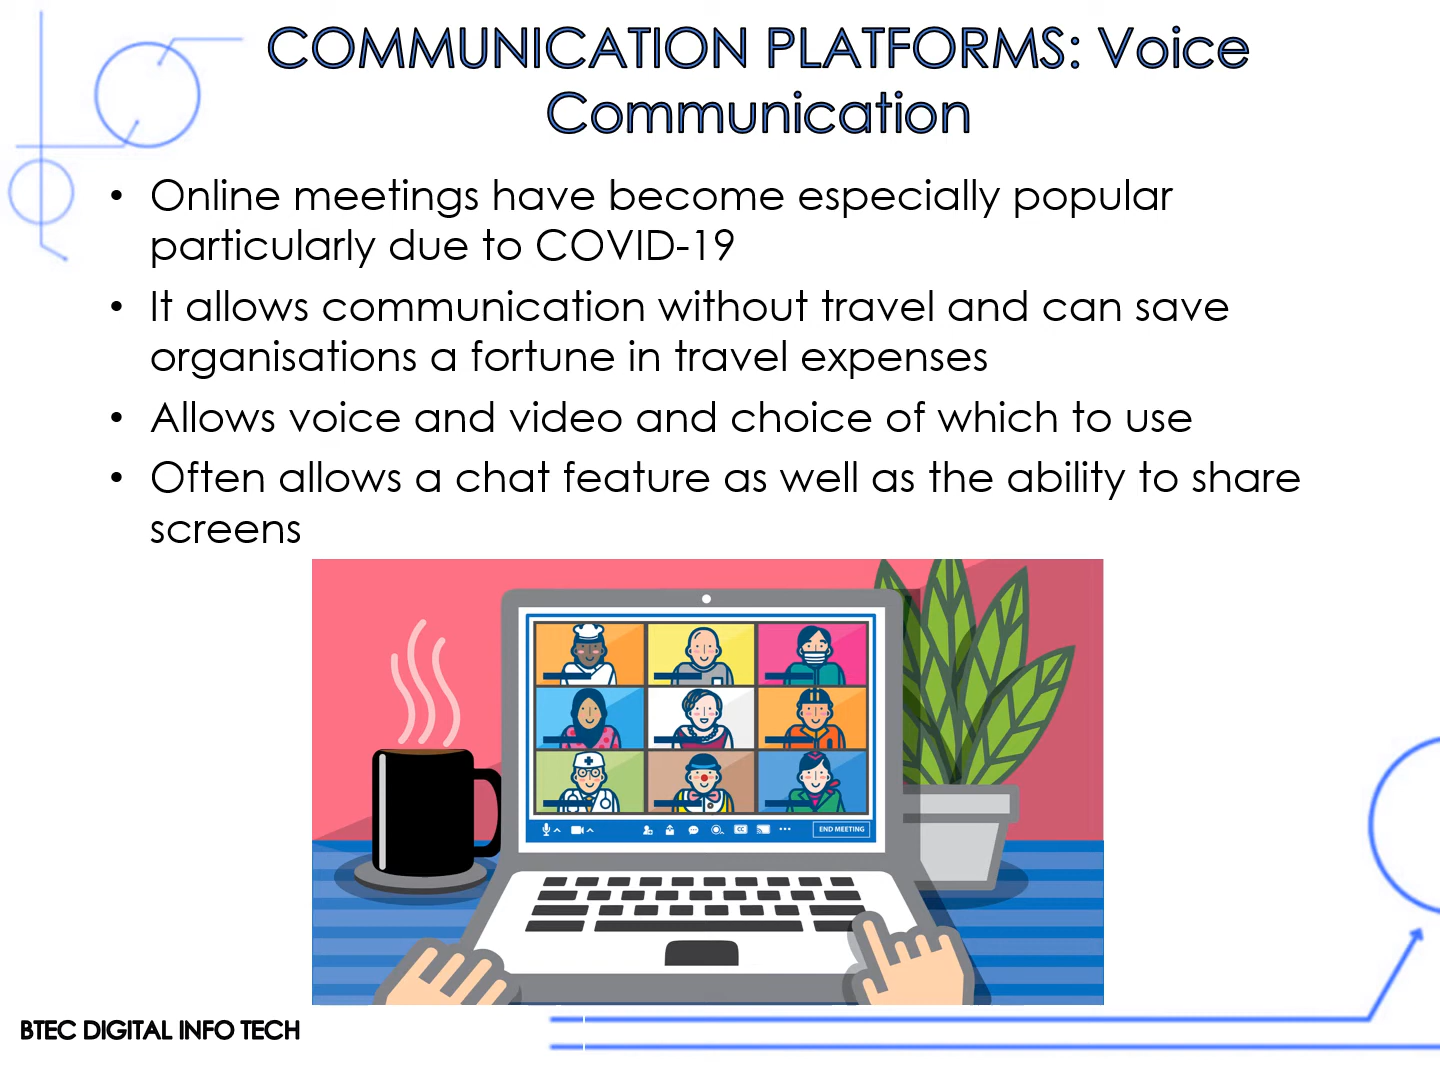 COMMUNICATION PLATFORMS: Voice
Communication
• Online meetings have become especially popular
particularly due to COVID-19
• It allows communication without travel and can save
organisations a fortune in travel expenses
• Allows voice and video and choice of which to use
• Often allows a chat feature as well as the ability to share
screens
CC
END MEETING
BTEC DIGITAL INFO TECH